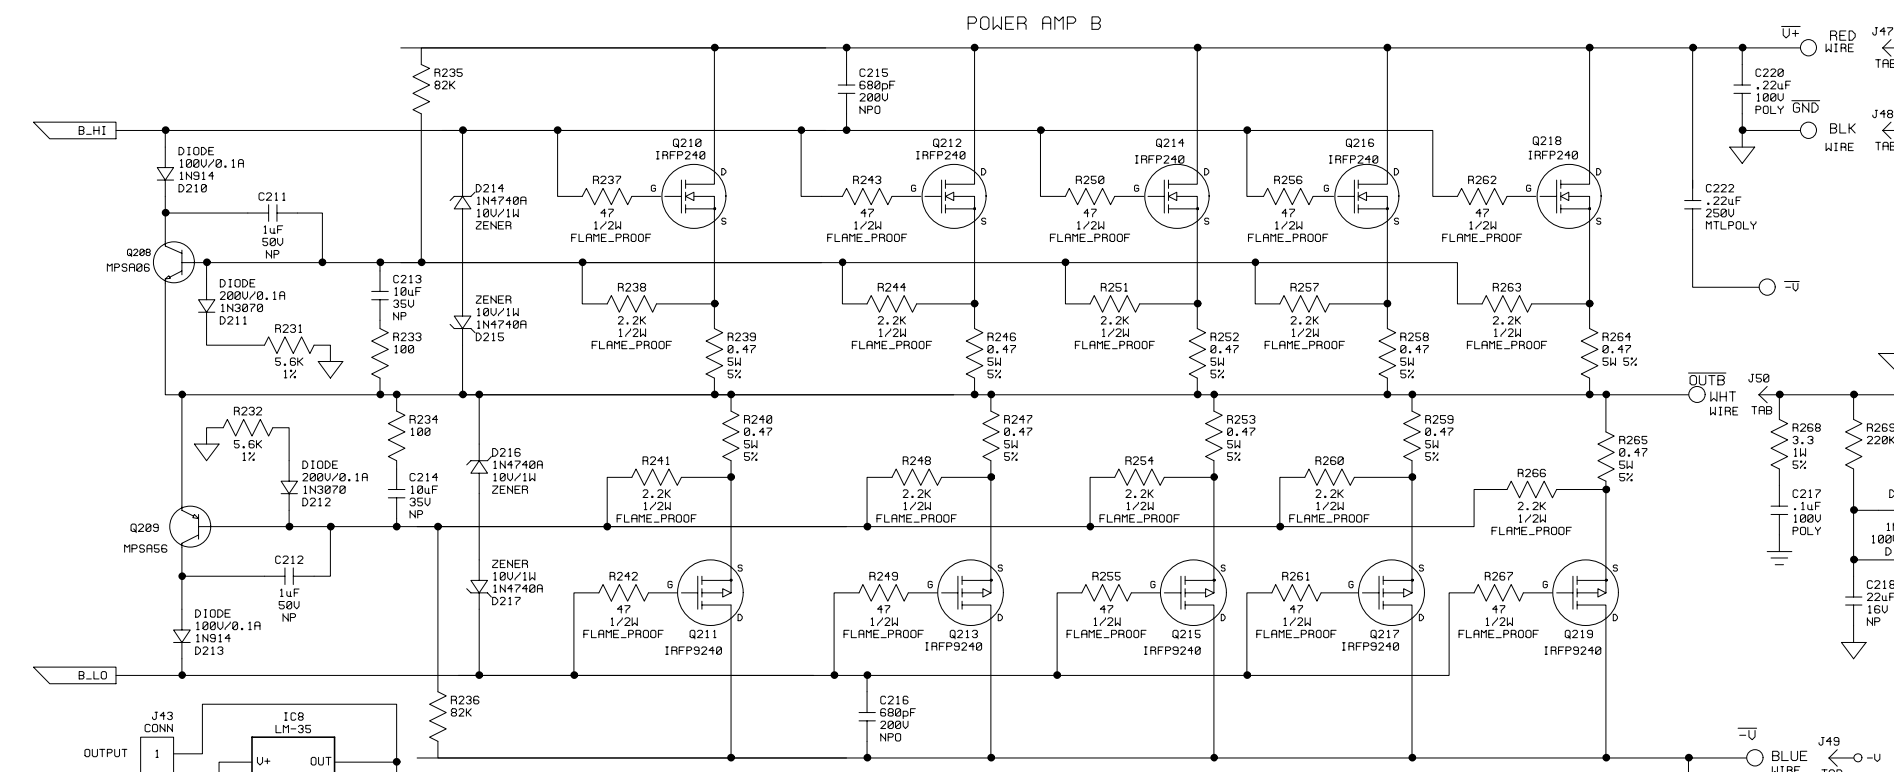 POWER AMP B
V+
RED
WIRE
J47
TAB
R235
82K
C215
680pF
200V
NPO
C220
.22uF
100V
POLY
GND
BLK
WIRE
J48
TAB
B_HI
DIODE
100V/0.1A
1N914
D210
C211
1uF
50V
NP
D214
1N4740A
10V/1W
ZENER
Q210
IRFP240
R237
47
1/2W
FLAME_PROOF
G
D
S
Q212
IRFP240
R243
47
1/2W
FLAME_PROOF
G
D
S
Q214
IRFP240
R250
47
1/2W
FLAME_PROOF
G
D
S
Q216
IRFP240
R256
47
1/2W
FLAME_PROOF
G
D
S
Q218
IRFP240
R262
47
1/2W
FLAME_PROOF
G
D
S
C222
.22uF
250V
MTLPOLY
-V
Q208
MPSA06
DIODE
200V/0.1A
1N3070
D211
R231
5.6K
1%
C213
10uF
35V
NP
R233
100
ZENER
10V/1W
1N4740A
D215
R238
2.2K
1/2W
FLAME_PROOF
R239
0.47
5W
5%
R244
2.2K
1/2W
FLAME_PROOF
R246
0.47
5W
5%
R251
2.2K
1/2W
FLAME_PROOF
R252
0.47
5W
5%
R257
2.2K
1/2W
FLAME_PROOF
R258
0.47
5W
5%
R263
2.2K
1/2W
FLAME_PROOF
R264
0.47
5W 5%
OUTB
WHT
WIRE
J50
TAB
R232
5.6K
1%
DIODE
200V/0.1A
1N3070
D212
R234
100
C214
10uF
35V
NP
D216
1N4740A
10V/1W
ZENER
R240
0.47
5W
5%
R241
2.2K
1/2W
FLAME_PROOF
R247
0.47
5W
5%
R248
2.2K
1/2W
FLAME_PROOF
R253
0.47
5W
5%
R254
2.2K
1/2W
FLAME_PROOF
R259
0.47
5W
5%
R260
2.2K
1/2W
FLAME_PROOF
R265
0.47
5W
5%
R266
2.2K
1/2W
FLAME_PROOF
R268
3.3
1W
5%
C217
.1uF
100V
POLY
R269
220K
D
1N
100V
D
C218
22uF
16V
NP
Q209
MPSA56
C212
1uF
50V
NP
DIODE
100V/0.1A
1N914
D213
ZENER
10V/1W
1N4740A
D217
R242
47
1/2W
FLAME_PROOF
G
S
D
Q211
IRFP9240
R249
47
1/2W
FLAME_PROOF
G
S
D
Q213
IRFP9240
R255
47
1/2W
FLAME_PROOF
G
S
D
Q215
IRFP9240
R261
47
1/2W
FLAME_PROOF
G
S
D
Q217
IRFP9240
R267
47
1/2W
FLAME_PROOF
G
S
D
Q219
IRFP9240
B_LO
R236
82K
C216
680pF
200V
NPO
J43
CONN
OUTPUT
1
IC8
LM-35
V+
OUT
-V
BLUE
WIRE
J49
TAB
-V